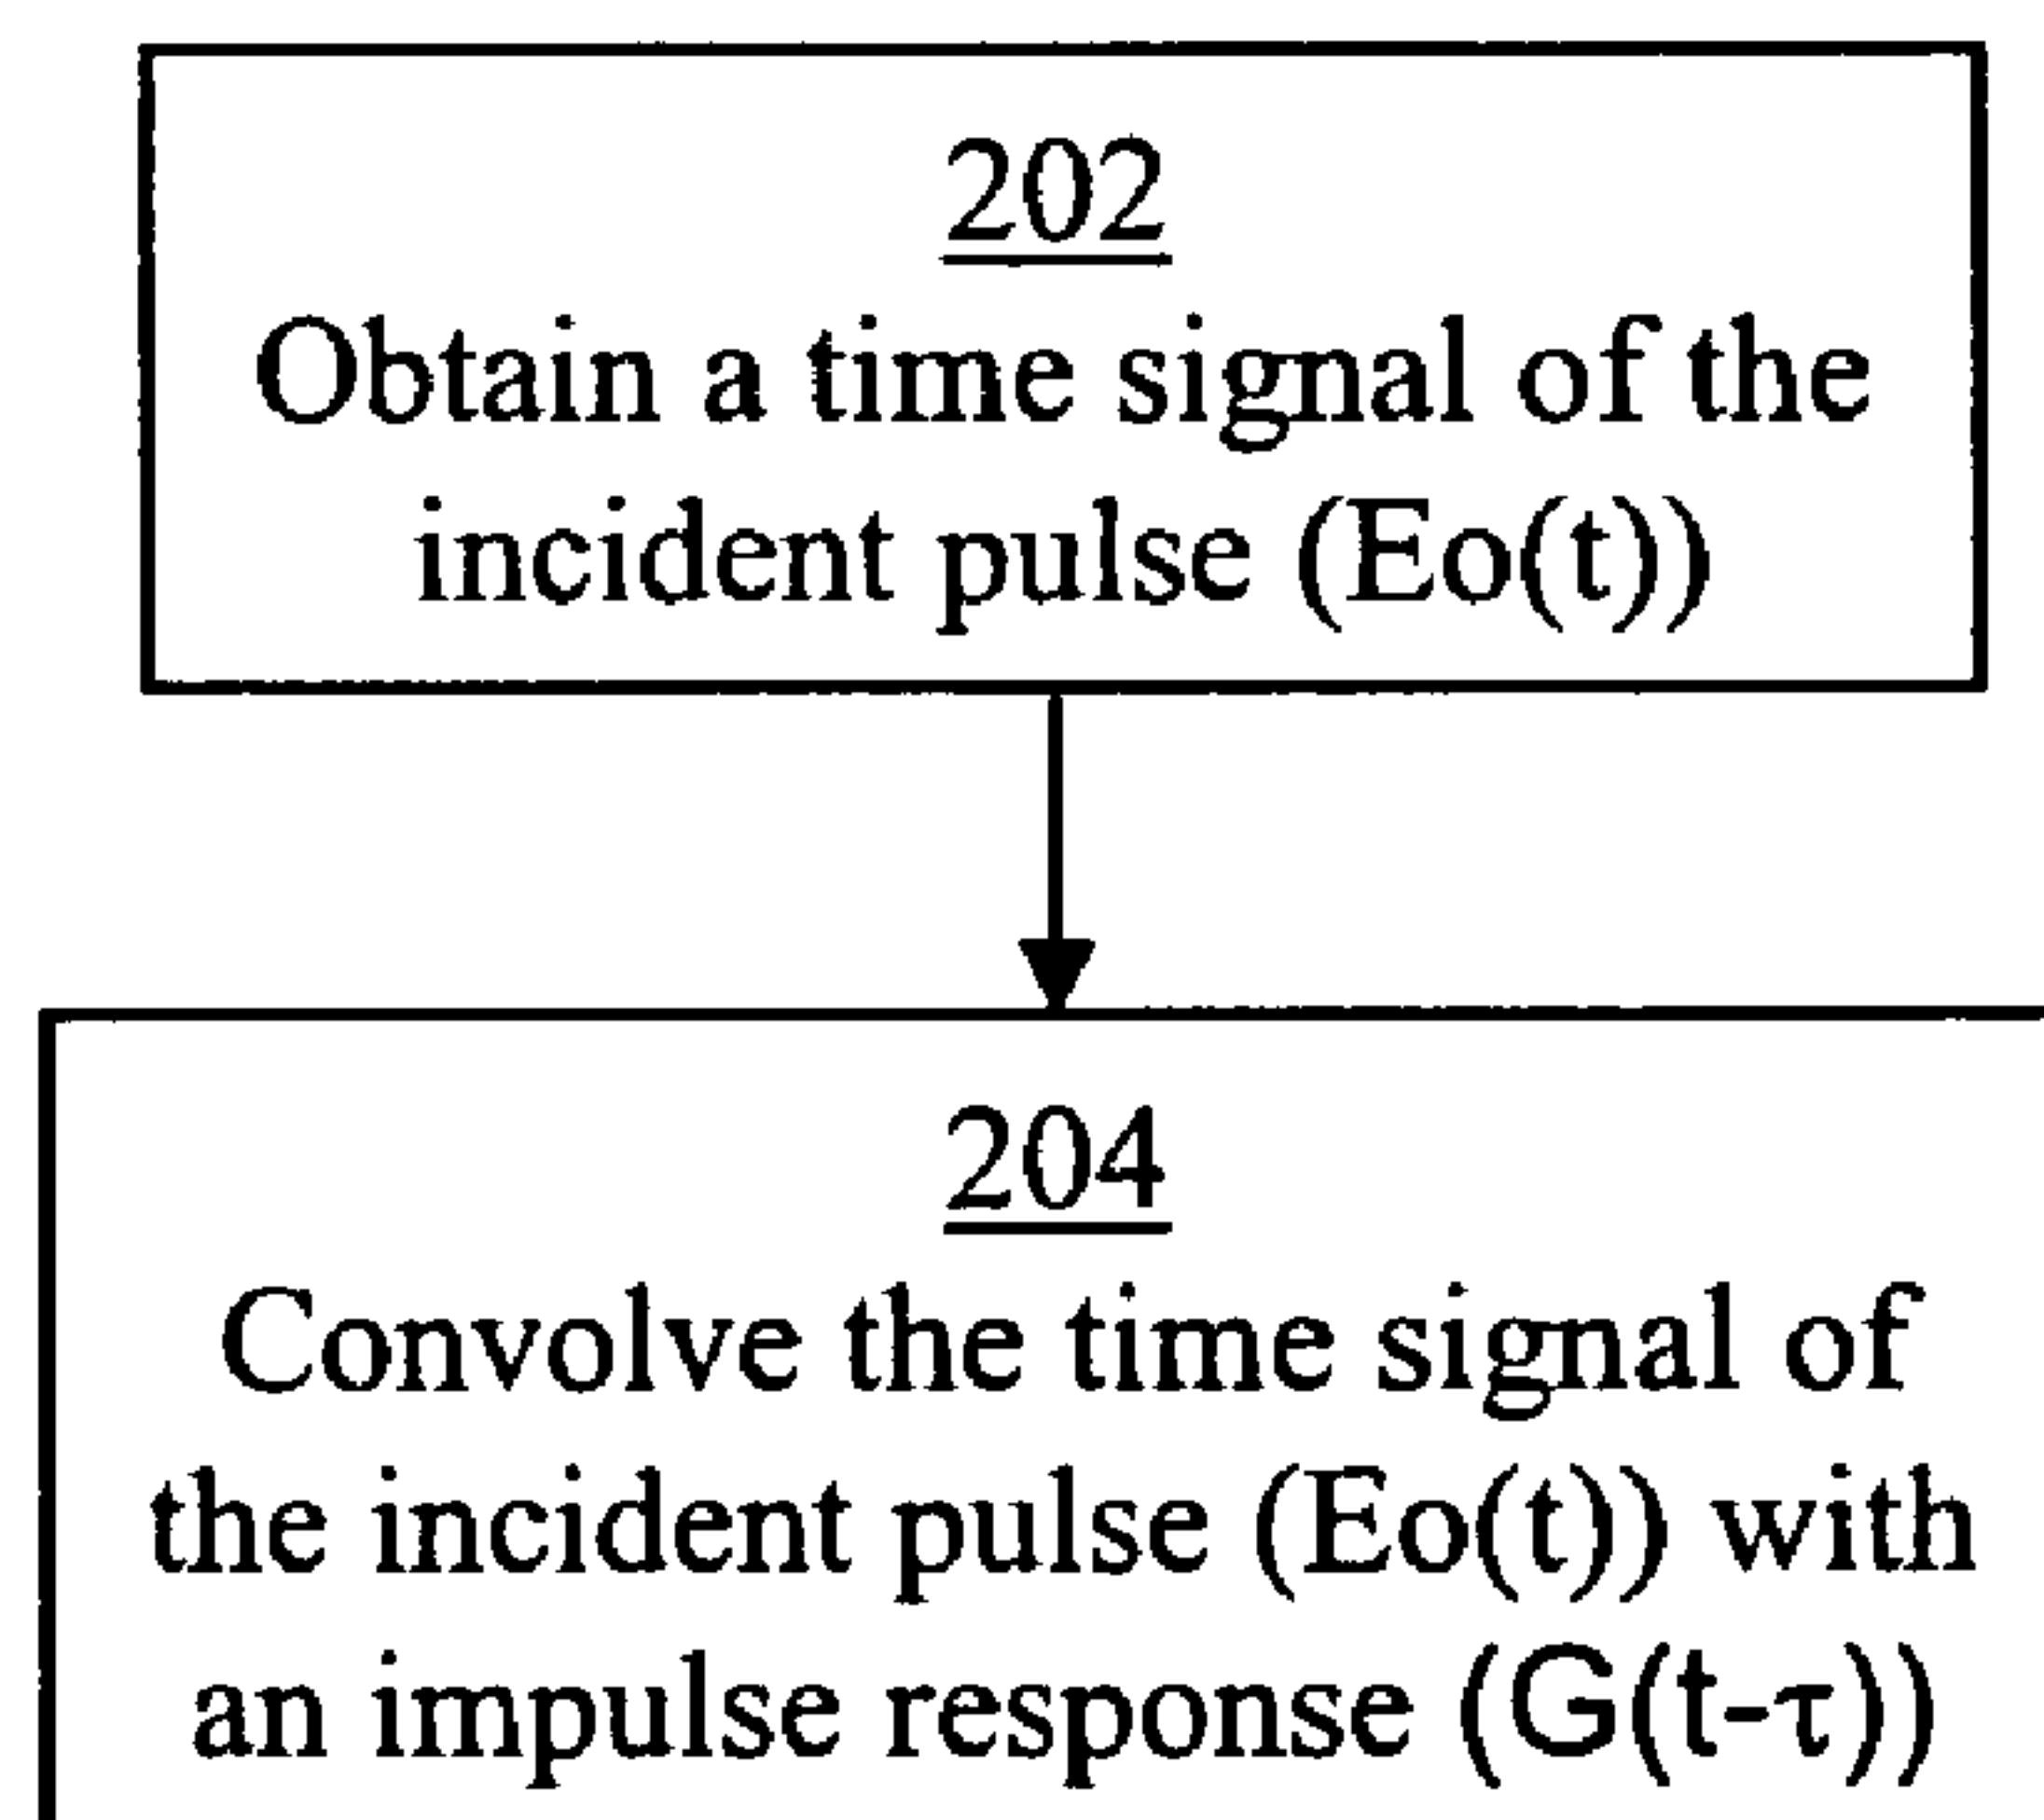 202
Obtain a time signal of the
incident pulse (Eo(t))
204
Convolve the time signal of
the incident pulse (Eo(t)) with
an impulse response (G(t-τ))